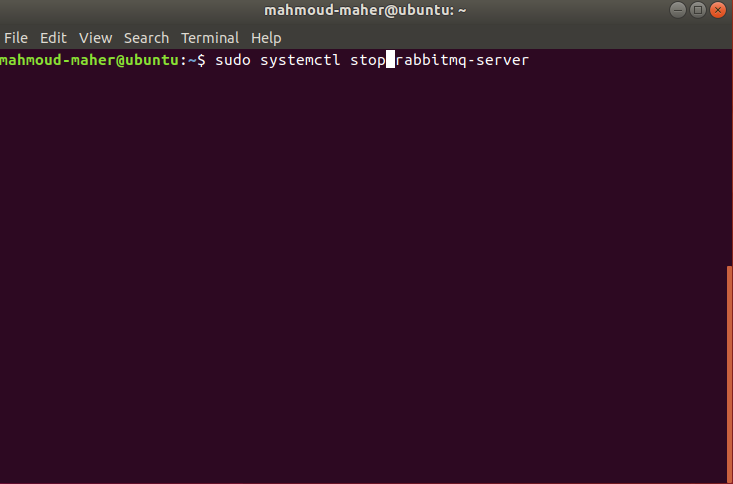 mahmoud-maher@ubuntu: ~
File Edit View Search Terminal Help
mahmoud-maher@ubuntu:~$ sudo systemctl stop rabbitmq-server